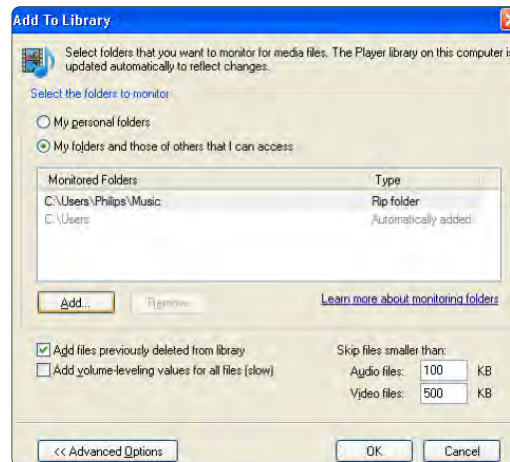 Add To Library
Select folders that you want to monitor for media files. The Player library on this computer is
updated automatically to reflect changes.
Select the folders to monitor
My personal folders
My folders and those of others that I can access
Monitored Folders Type
C:\Users\Philips\Music Rip folder
C:\Users Automatically added
Add... Remove Learn more about monitoring folders
Add files previously deleted from library Skip files smaller than:
Add volume-leveling values for all files (slow) Audio files: 100 KB
Video files: 500 KB
<< Advanced Options OK Cancel